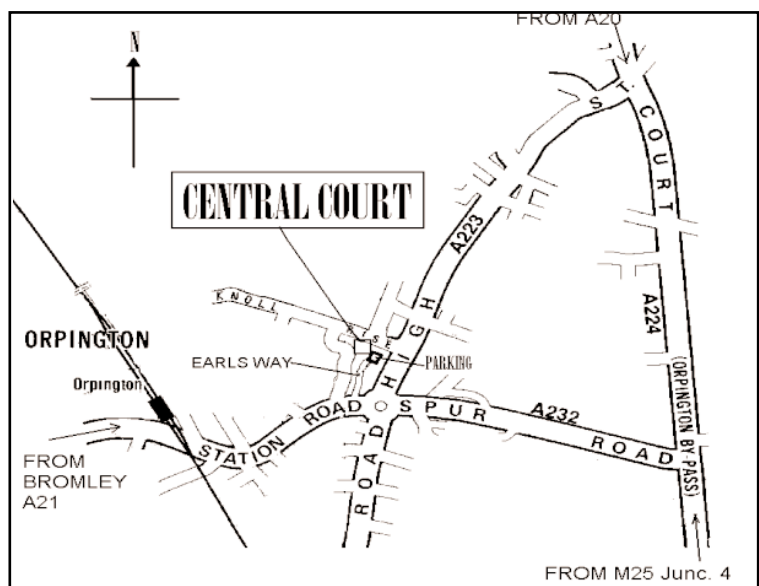 FROM A20
N
ST.
COURT
CENTRAL COURT
A223
HIGH
KNOLL
RISE
A224
ORPINGTON
Orpington
EARLS WAY
PARKING
STATION ROAD
SPUR ROAD
A232
ROAD
(ORPINGTON BY-PASS)
FROM
BROMLEY
A21
FROM M25 Junc. 4